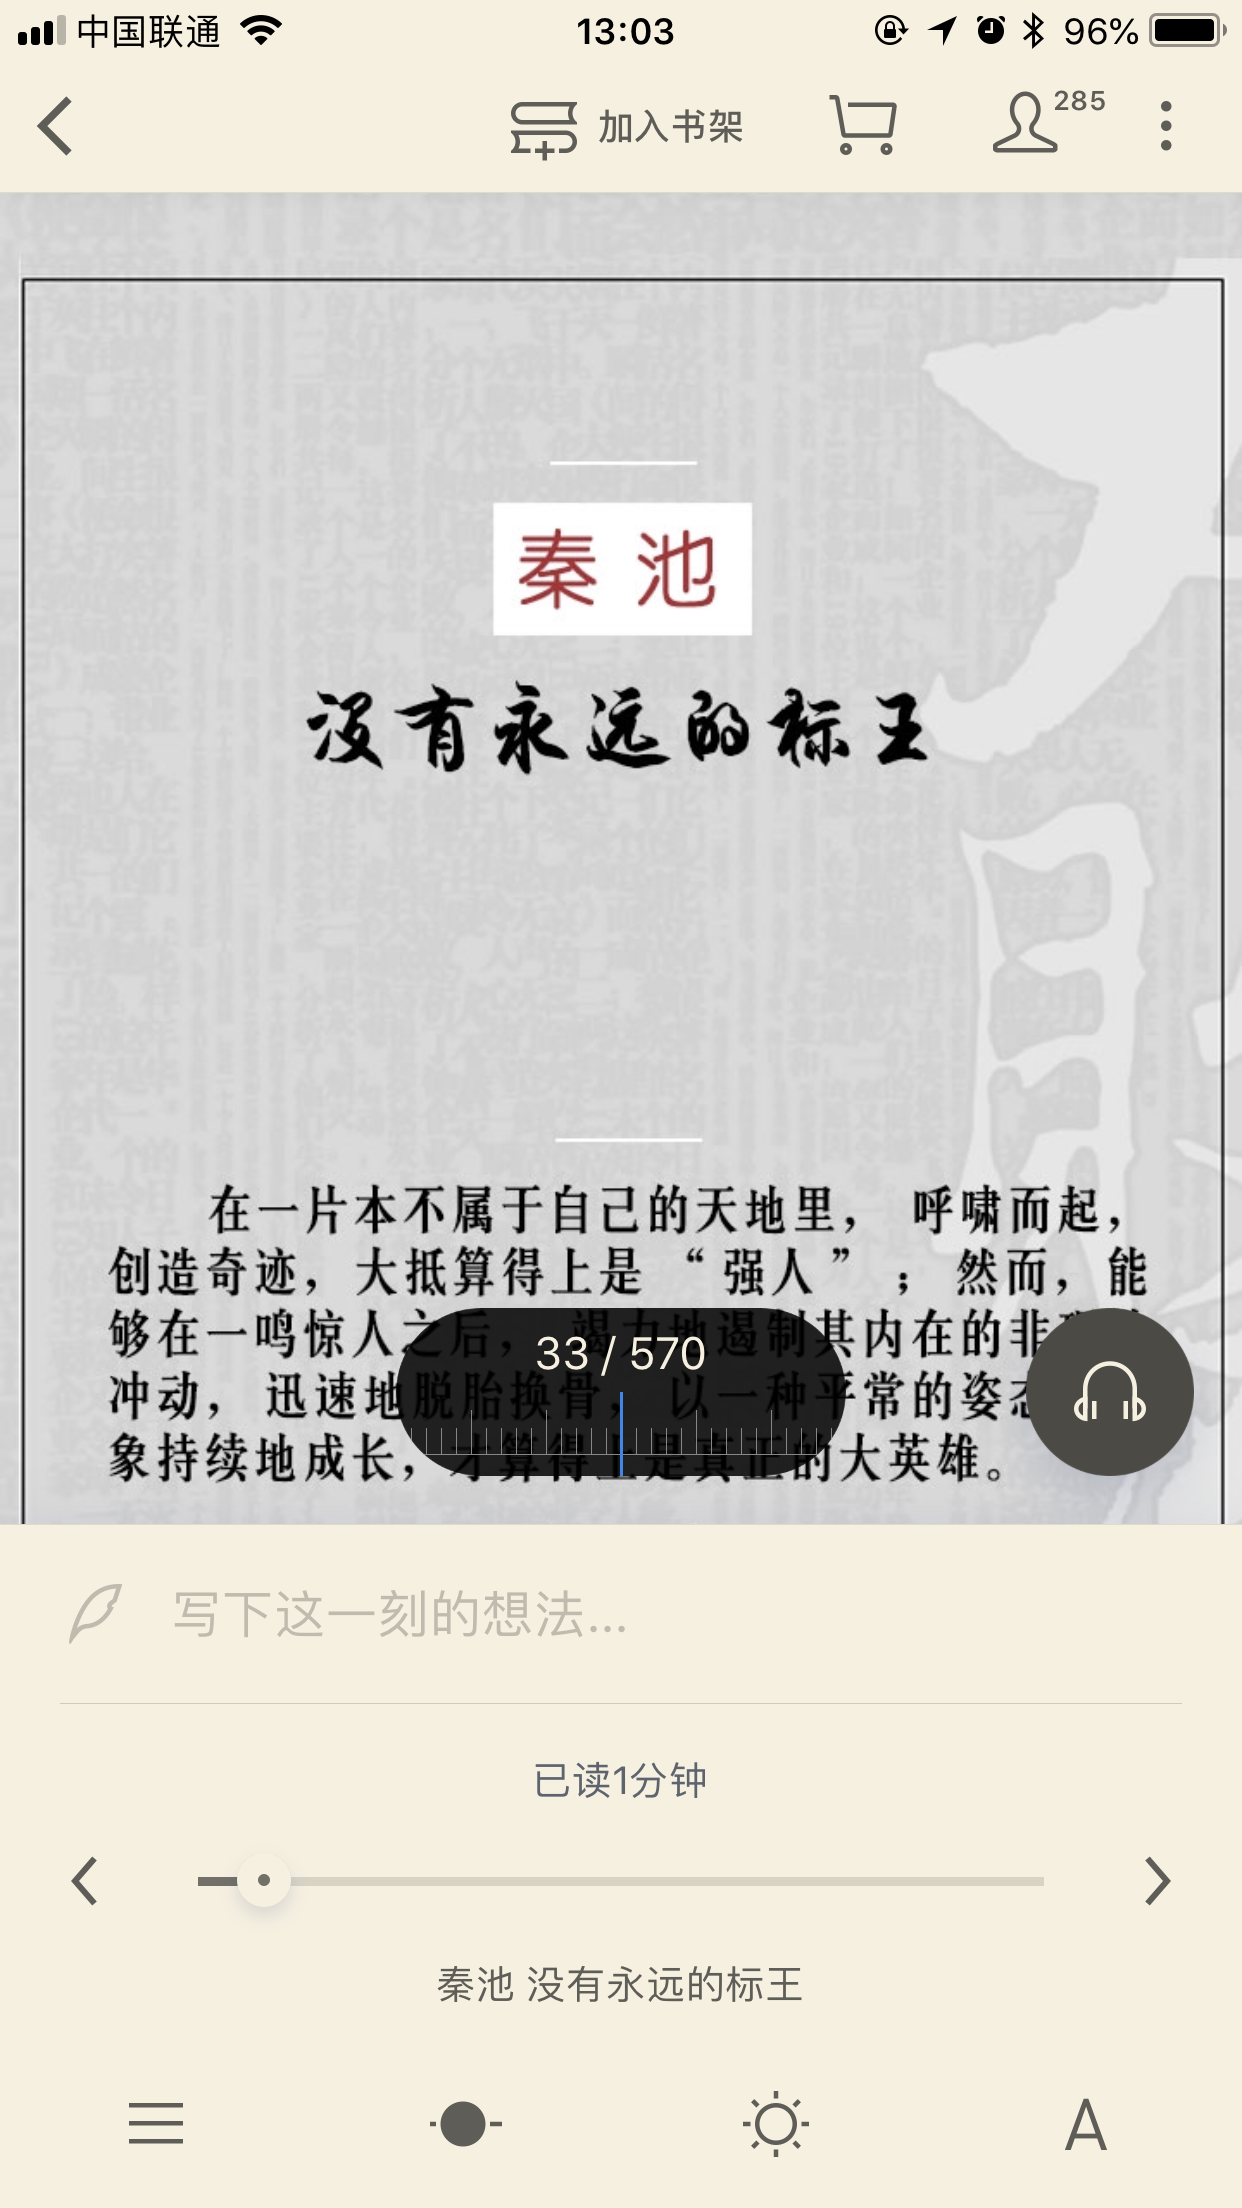 中国联通
13:03
96%
加入书架
285
秦池
没有永远的标王
在一片本不属于自己的天地里， 呼啸而起，
创造奇迹，大抵算得上是 “强人” ； 然而，能
够在一鸣惊人之后， 竭力地遏制其内在的非
33 / 570
冲动， 迅速地脱胎换骨， 以一种平常的姿态
象持续地成长，才算得上是真正的大英雄。
写下这一刻的想法...
已读1分钟
秦池 没有永远的标王
A